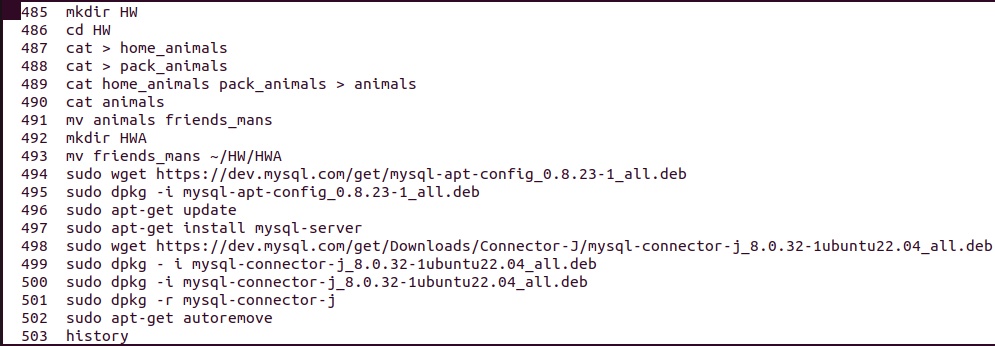 485 mkdir HW
486 cd HW
487 cat > home_animals
488 cat > pack_animals
489 cat home_animals pack_animals > animals
490 cat animals
491 mv animals friends_mans
492 mkdir HWA
493 mv friends_mans ~/HW/HWA
494 sudo wget https://dev.mysql.com/get/mysql-apt-config_0.8.23-1_all.deb
495 sudo dpkg -i mysql-apt-config_0.8.23-1_all.deb
496 sudo apt-get update
497 sudo apt-get install mysql-server
498 sudo wget https://dev.mysql.com/get/Downloads/Connector-J/mysql-connector-j_8.0.32-1ubuntu22.04_all.deb
499 sudo dpkg - i mysql-connector-j_8.0.32-1ubuntu22.04_all.deb
500 sudo dpkg -i mysql-connector-j_8.0.32-1ubuntu22.04_all.deb
501 sudo dpkg -r mysql-connector-j
502 sudo apt-get autoremove
503 history